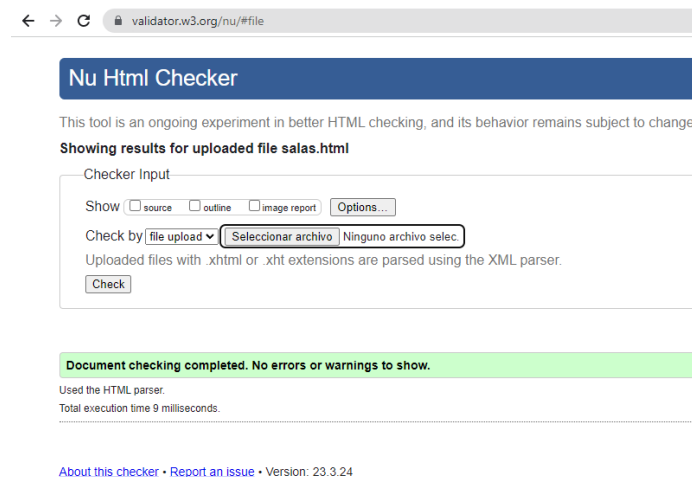 validator.w3.org/nu/#file
Nu Html Checker
This tool is an ongoing experiment in better HTML checking, and its behavior remains subject to change
Showing results for uploaded file salas.html
Checker Input
Show source outline image report Options...
Check by file upload Seleccionar archivo Ninguno archivo selec.
Uploaded files with .xhtml or .xht extensions are parsed using the XML parser.
Check
Document checking completed. No errors or warnings to show.
Used the HTML parser.
Total execution time 9 milliseconds.
About this checker • Report an issue • Version: 23.3.24